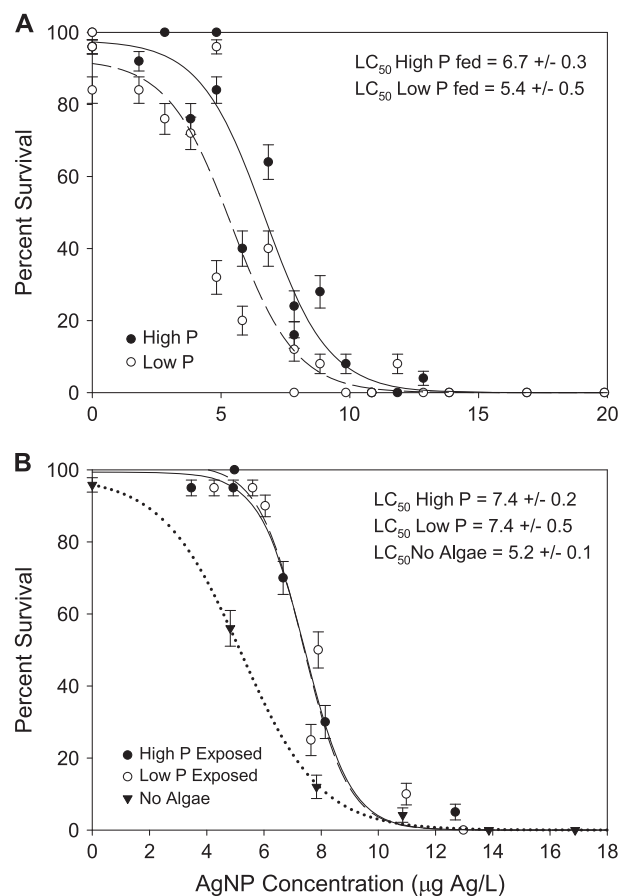 A
LC50 High P fed = 6.7 +/- 0.3
LC50 Low P fed = 5.4 +/- 0.5
100
80
60
40
20
0
Percent Survival
High P
Low P
0 5 10 15 20
B
LC50 High P = 7.4 +/- 0.2
LC50 Low P = 7.4 +/- 0.5
LC50No Algae = 5.2 +/- 0.1
100
80
60
40
20
0
Percent Survival
High P Exposed
Low P Exposed
No Algae
0 2 4 6 8 10 12 14 16 18
AgNP Concentration (μg Ag/L)